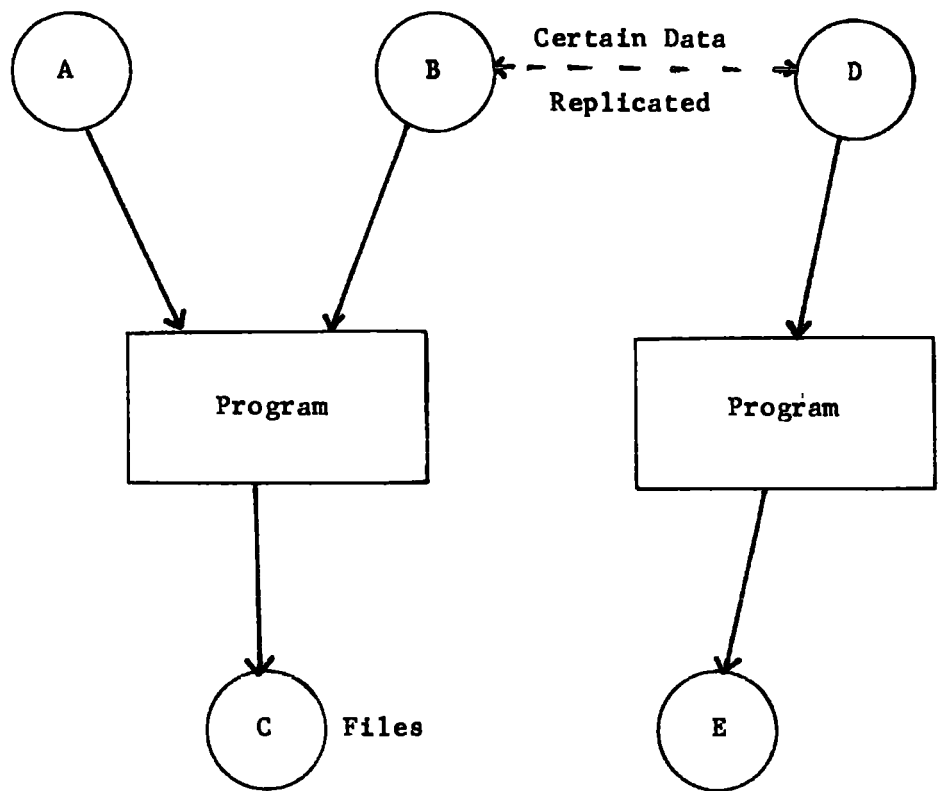 A
B
Certain Data
Replicated
D
Program
Program
C
Files
E